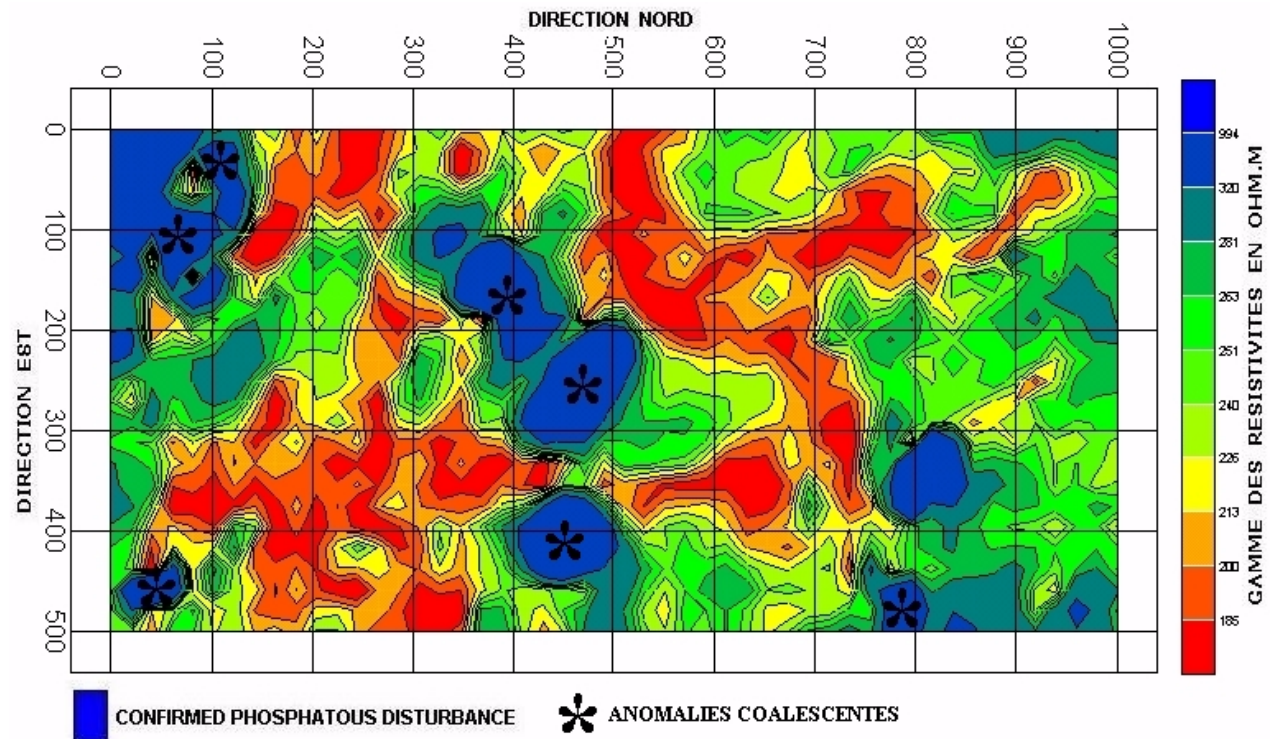 DIRECTION NORD
0 100 200 300 400 500 600 700 800 900 1000
DIRECTION EST
0
100
200
300
400
500
994
320
281
263
251
240
226
213
200
185
GAMME DES RESISTIVITES EN OHM.M
CONFIRMED PHOSPHATOUS DISTURBANCE
ANOMALIES COALESCENTES